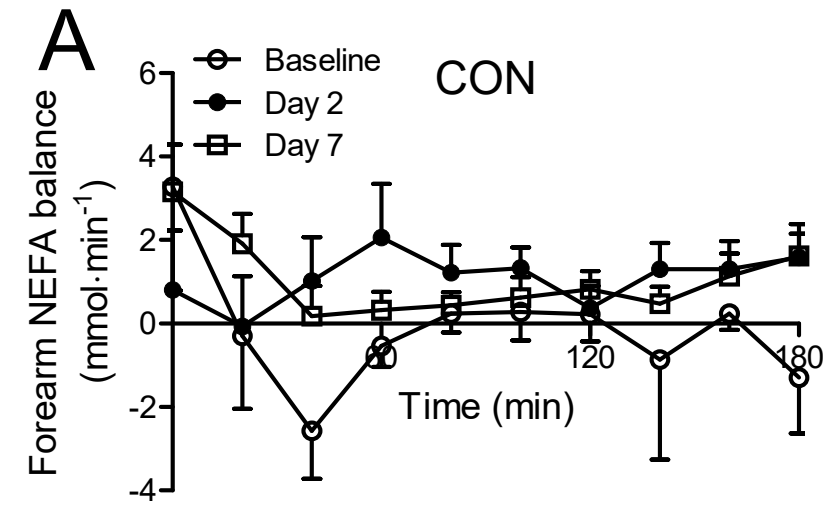 A
CON
Baseline
Day 2
Day 7
Forearm NEFA balance
(mmol·min-1)
6
4
2
0
-2
-4
120
180
Time (min)